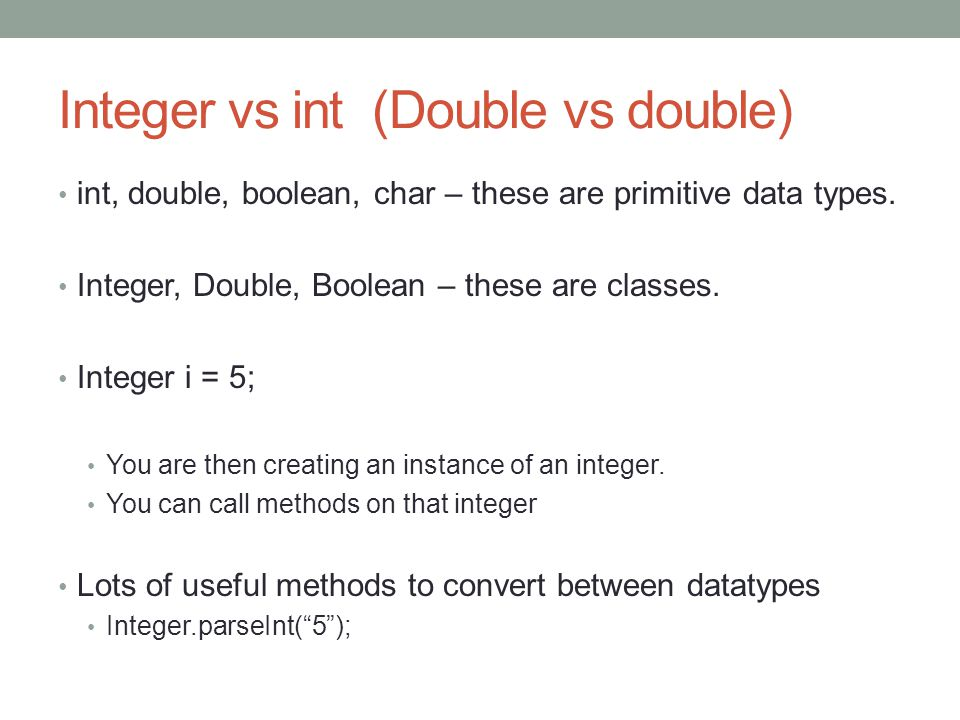 Integer vs int (Double vs double)
• int, double, boolean, char – these are primitive data types.
• Integer, Double, Boolean – these are classes.
• Integer i = 5;
• You are then creating an instance of an integer.
• You can call methods on that integer
• Lots of useful methods to convert between datatypes
• Integer.parseInt(“5”);